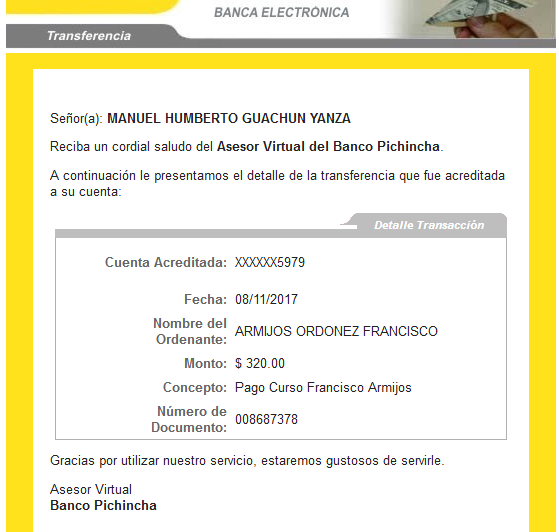 BANCA ELECTRÓNICA
Transferencia
Señor(a): MANUEL HUMBERTO GUACHUN YANZA
Reciba un cordial saludo del Asesor Virtual del Banco Pichincha.
A continuación le presentamos el detalle de la transferencia que fue acreditada
a su cuenta:
Detalle Transacción
Cuenta Acreditada: XXXXXX5979
Fecha: 08/11/2017
Nombre del
Ordenante: ARMIJOS ORDONEZ FRANCISCO
Monto: $ 320.00
Concepto: Pago Curso Francisco Armijos
Número de
Documento: 008687378
Gracias por utilizar nuestro servicio, estaremos gustosos de servirle.
Asesor Virtual
Banco Pichincha